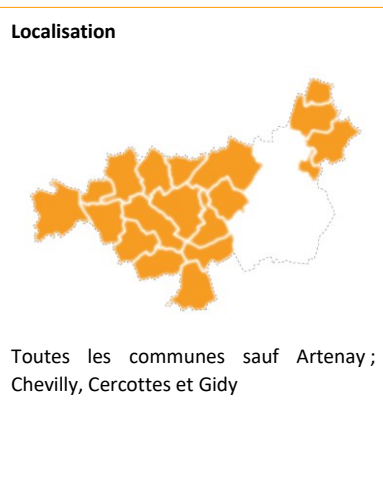 Localisation
Toutes les communes sauf Artenay ;
Chevilly, Cercottes et Gidy